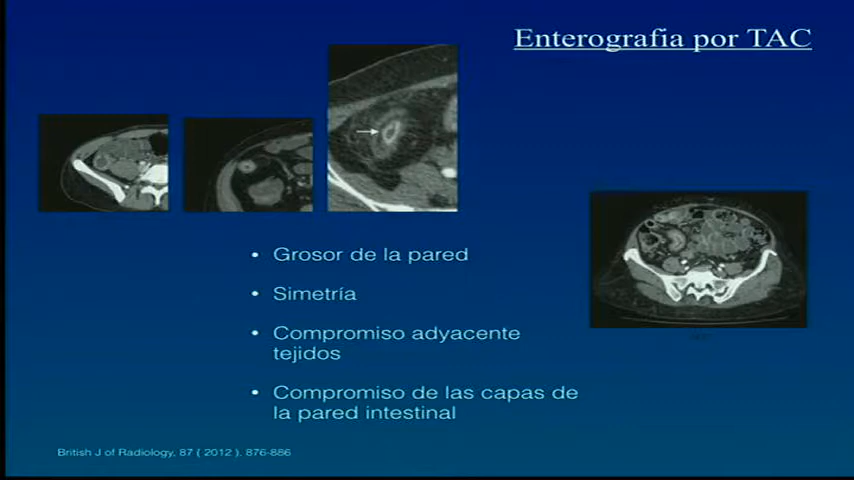 Enterografia por TAC
• Grosor de la pared
• Simetría
• Compromiso adyacente
tejidos
• Compromiso de las capas de
la pared intestinal
British J of Radiology, 87 ( 2012 ). 876-886